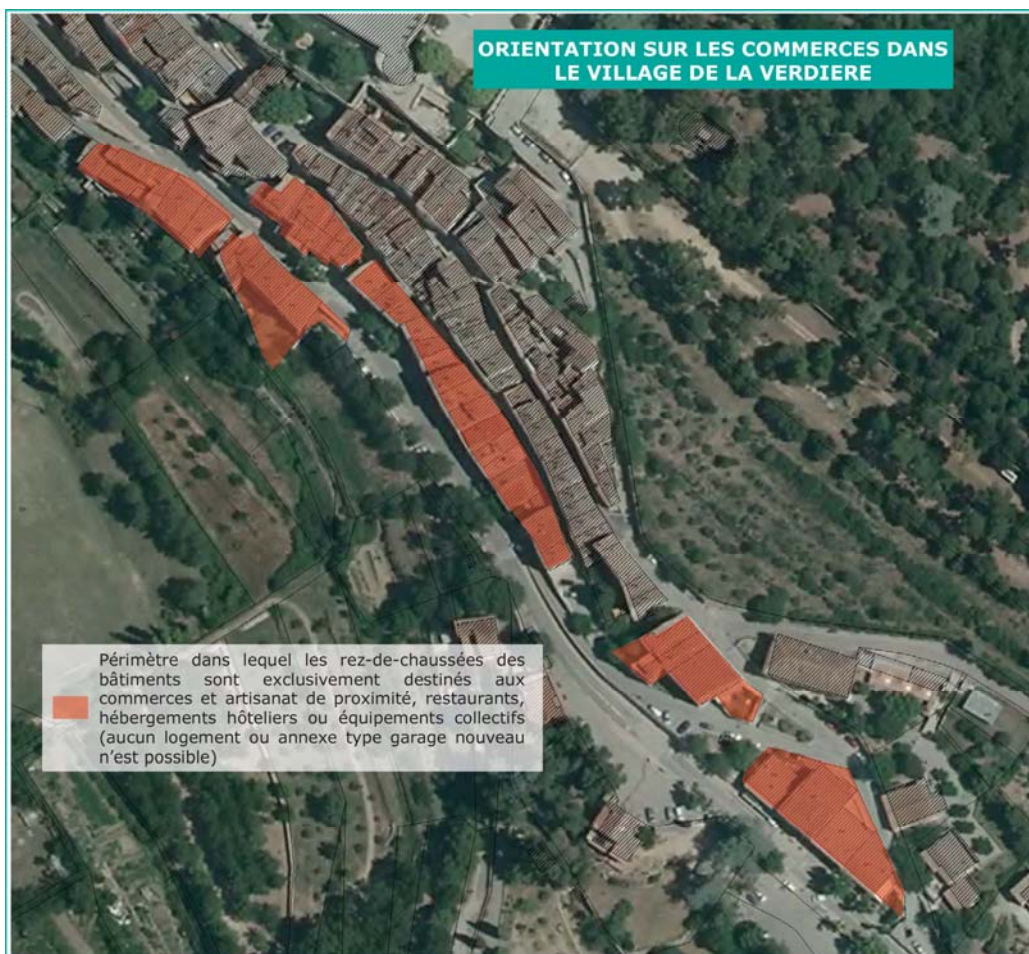 ORIENTATION SUR LES COMMERCES DANS
LE VILLAGE DE LA VERDIERE
Périmètre dans lequel les rez-de-chaussées des
bâtiments sont exclusivement destinés aux
commerces et artisanat de proximité, restaurants,
hébergements hôteliers ou équipements collectifs
(aucun logement ou annexe type garage nouveau
n'est possible)